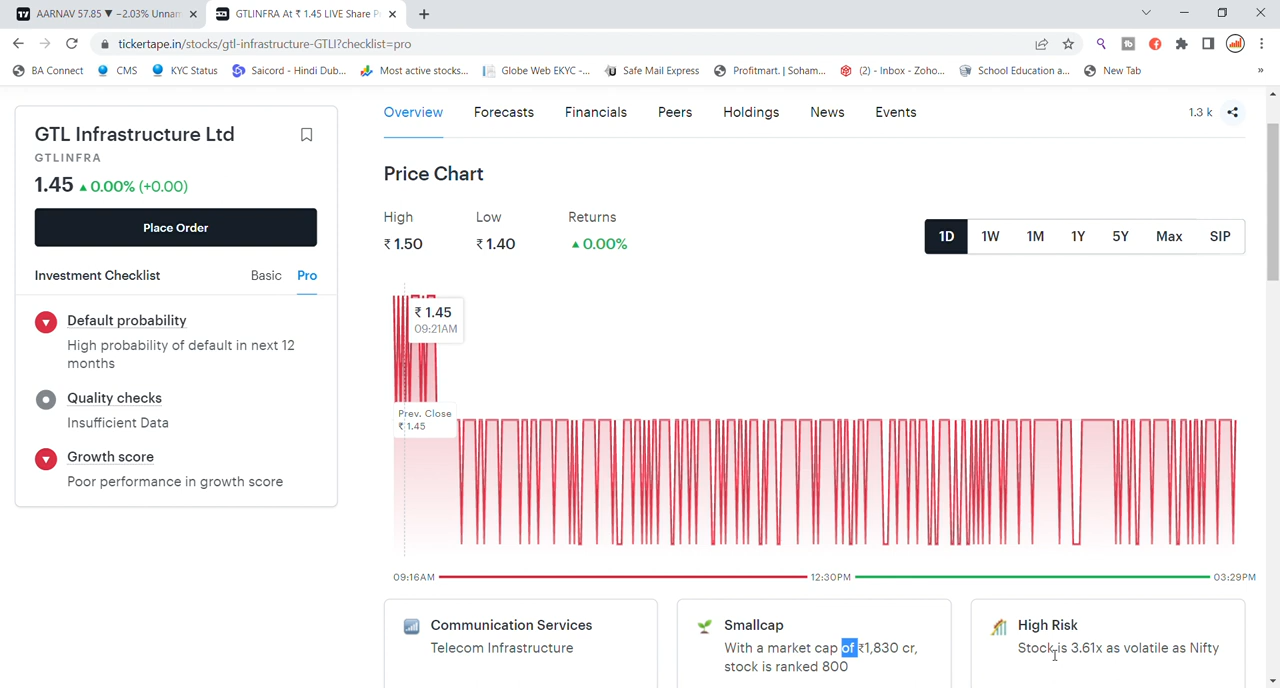 AARNAV 57.85 ▼ −2.03% Unnam
GTLINFRA At ₹ 1.45 LIVE Share P
tickertape.in/stocks/gtl-infrastructure-GTLI?checklist=pro
BA Connect
CMS
KYC Status
Saicord - Hindi Dub...
Most active stocks...
Globe Web EKYC -...
Safe Mail Express
Profitmart. | Soham...
(2) - Inbox - Zoho...
School Education a...
New Tab
»
GTL Infrastructure Ltd
GTLINFRA
1.45 ▲ 0.00% (+0.00)
Place Order
Investment Checklist
Basic
Pro
Default probability
High probability of default in next 12
months
Quality checks
Insufficient Data
Growth score
Poor performance in growth score
Overview
Forecasts
Financials
Peers
Holdings
News
Events
1.3 k
Price Chart
High
₹ 1.50
Low
₹ 1.40
Returns
▲ 0.00%
1D
1W
1M
1Y
5Y
Max
SIP
₹ 1.45
09:21AM
Prev. Close
₹ 1.45
09:16AM
12:30PM
03:29PM
Communication Services
Telecom Infrastructure
Smallcap
With a market cap of ₹1,830 cr,
stock is ranked 800
High Risk
Stock is 3.61x as volatile as Nifty